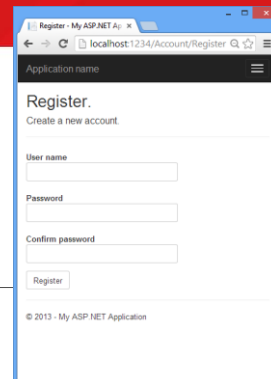 Register - My ASP.NET Ap
localhost:1234/Account/Register
Application name
Register.
Create a new account.
User name
Password
Confirm password
Register
© 2013 - My ASP.NET Application